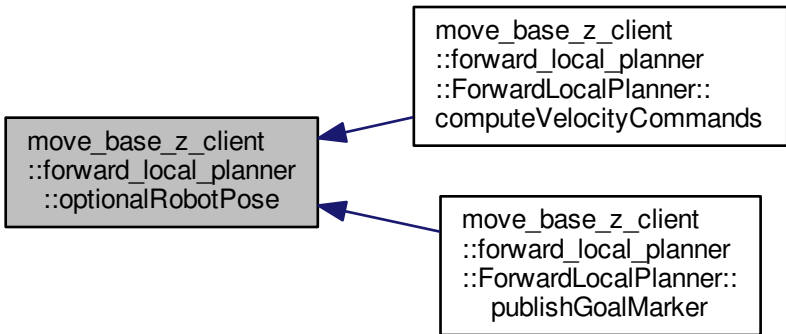 move_base_z_client
::forward_local_planner
::optionalRobotPose
move_base_z_client
::forward_local_planner
::ForwardLocalPlanner::
computeVelocityCommands
move_base_z_client
::forward_local_planner
::ForwardLocalPlanner::
publishGoalMarker